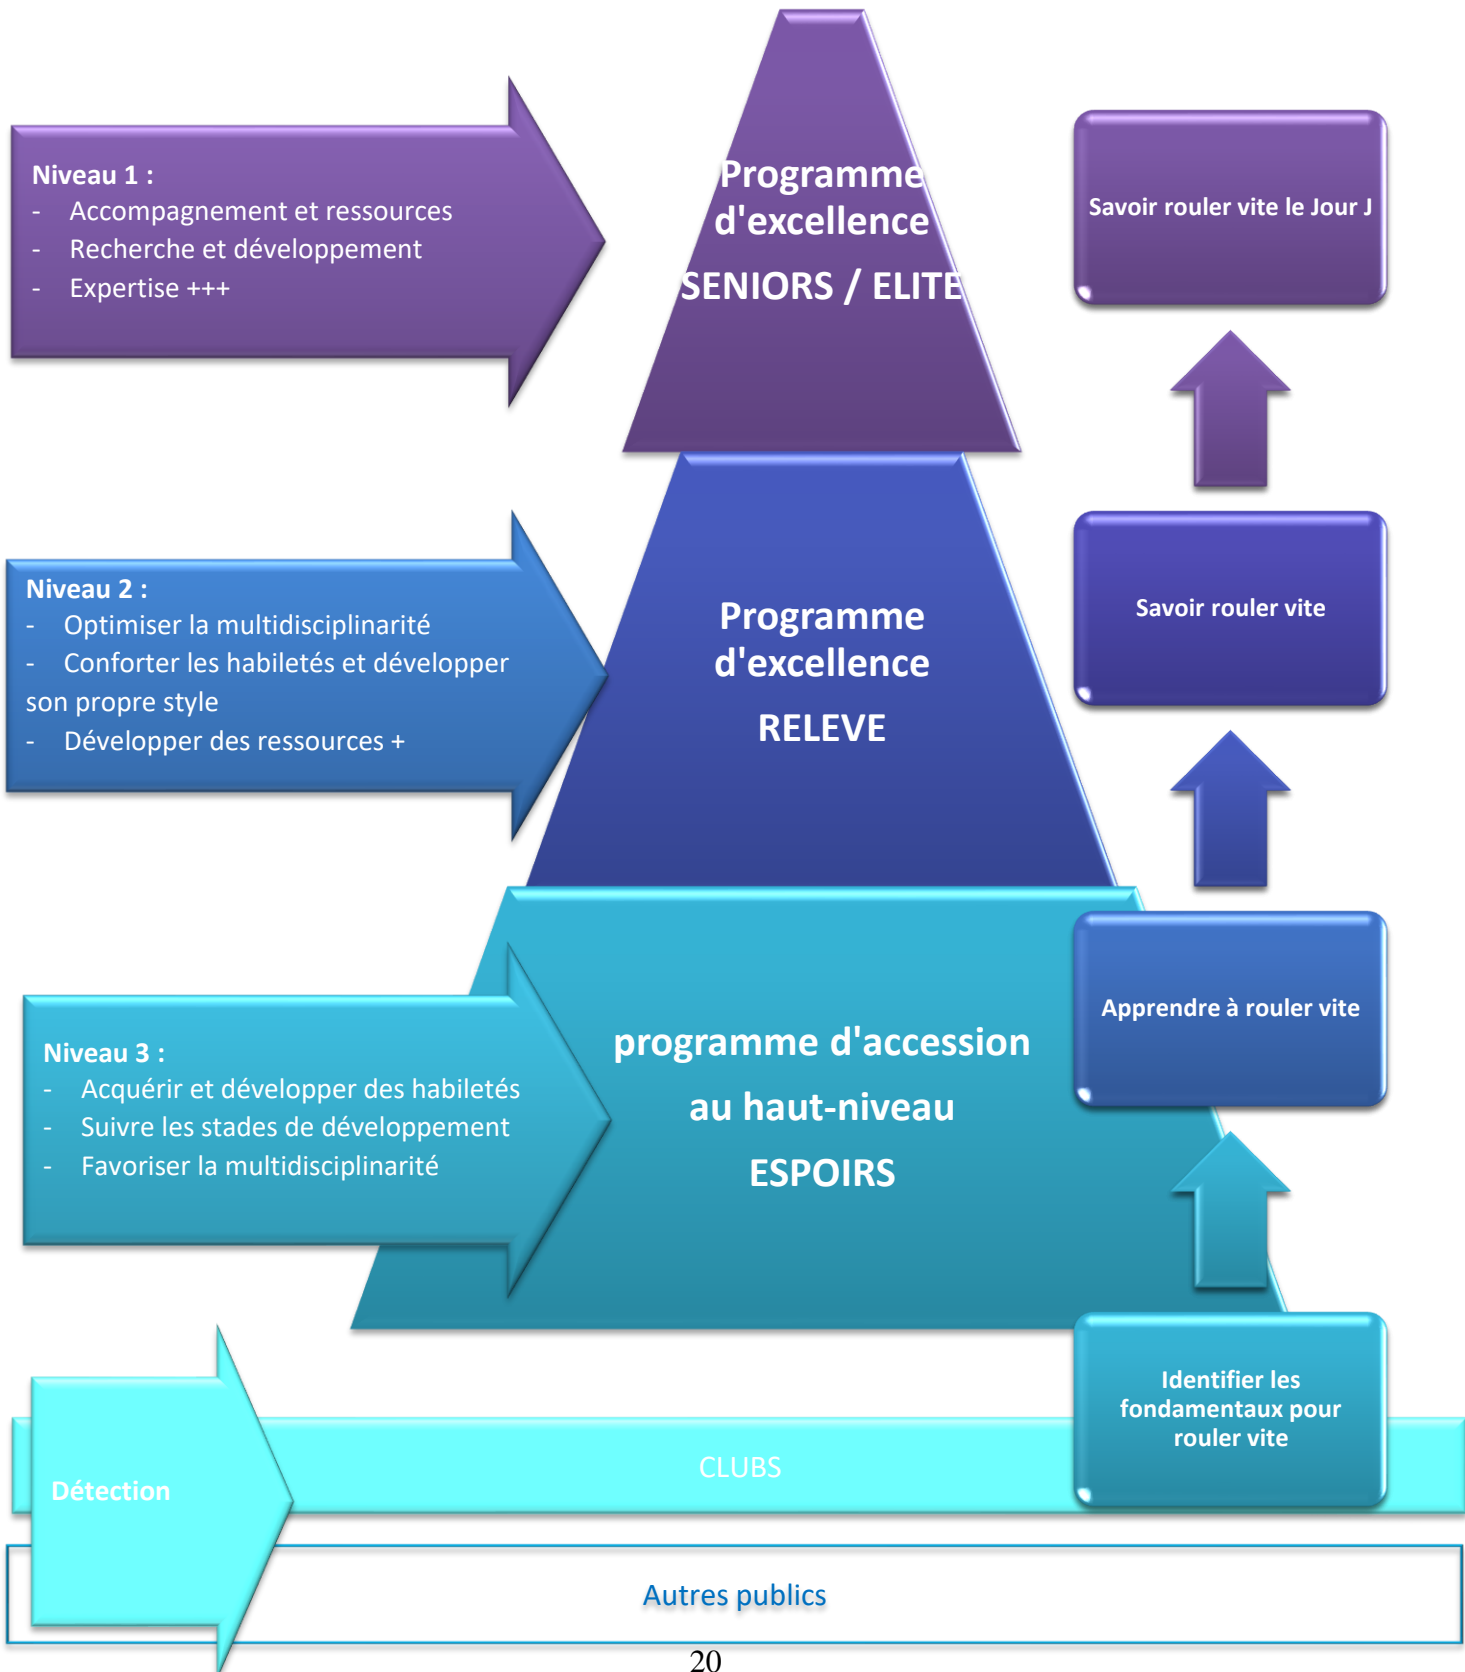 Niveau 1 :
- Accompagnement et ressources
- Recherche et développement
- Expertise +++
Programme
d'excellence
SENIORS / ELITE
Savoir rouler vite le Jour J
Niveau 2 :
- Optimiser la multidisciplinarité
- Conforter les habiletés et développer
son propre style
- Développer des ressources +
Programme
d'excellence
RELEVE
Savoir rouler vite
Niveau 3 :
- Acquérir et développer des habiletés
- Suivre les stades de développement
- Favoriser la multidisciplinarité
programme d'accession
au haut-niveau
ESPOIRS
Apprendre à rouler vite
Identifier les
fondamentaux pour
rouler vite
Détection
CLUBS
Autres publics
20